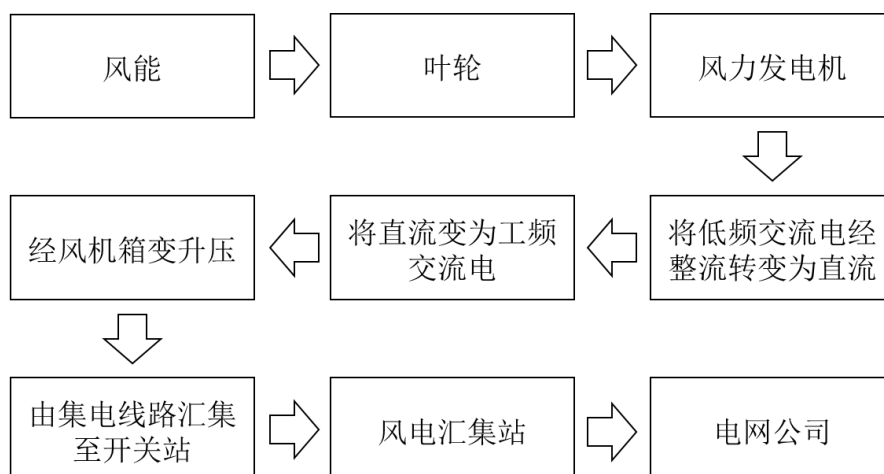 风能
叶轮
风力发电机
将低频交流电经
整流转变为直流
将直流变为工频
交流电
经风机箱变升压
由集电线路汇集
至开关站
风电汇集站
电网公司